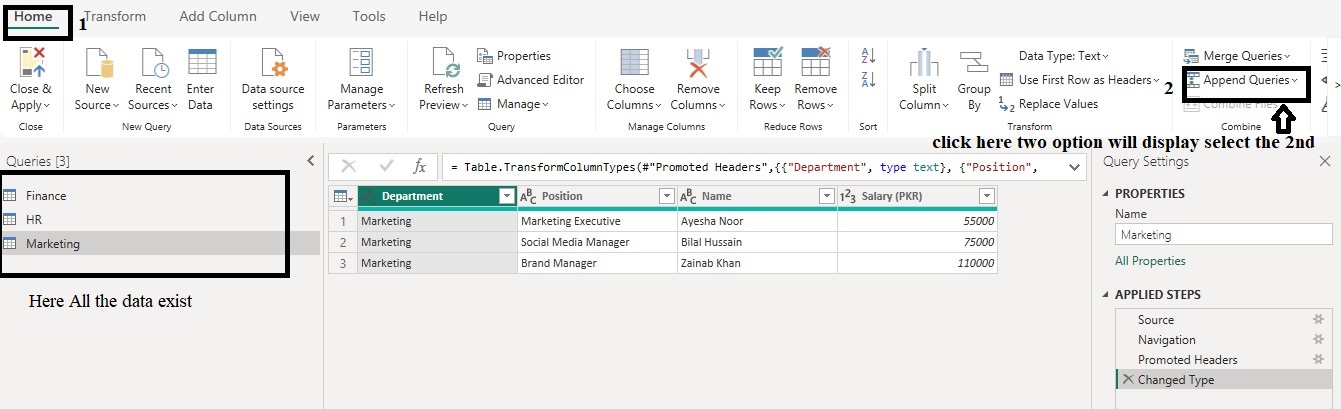 Home 1 Transform Add Column View Tools Help
Close & Apply
New Source
Recent Sources
Enter Data
Data source settings
Manage Parameters
Refresh Preview
Properties
Advanced Editor
Manage
Choose Columns
Remove Columns
Keep Rows
Remove Rows
Split Column
Group By
Data Type: Text
Use First Row as Headers
Replace Values
Merge Queries
2 Append Queries
Combine Files
Close New Query Data Sources Parameters Query Manage Columns Reduce Rows Sort Transform Combine
click here two option will display select the 2nd
Queries [3]
Finance
HR
Marketing
Here All the data exist
fx = Table.TransformColumnTypes(#"Promoted Headers",{{"Department", type text}, {"Position",
Department ABC Position ABC Name 123 Salary (PKR)
1 Marketing Marketing Executive Ayesha Noor 55000
2 Marketing Social Media Manager Bilal Hussain 75000
3 Marketing Brand Manager Zainab Khan 110000
Query Settings
PROPERTIES
Name
Marketing
All Properties
APPLIED STEPS
Source
Navigation
Promoted Headers
Changed Type